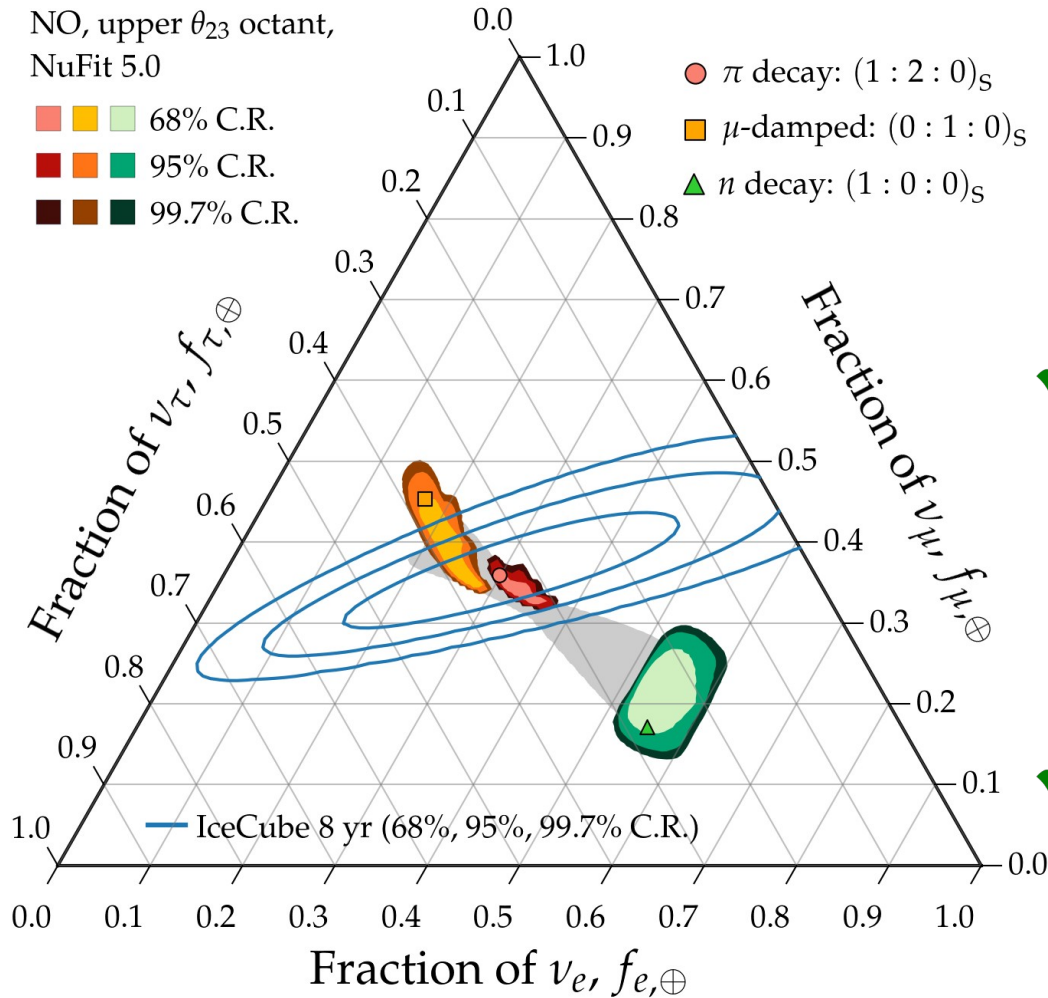 NO, upper θ23 octant,
NuFit 5.0
68% C.R.
95% C.R.
99.7% C.R.
π decay: (1 : 2 : 0)S
μ-damped: (0 : 1 : 0)S
n decay: (1 : 0 : 0)S
0.0
0.1
0.2
0.3
0.4
0.5
0.6
0.7
0.8
0.9
1.0
Fraction of ντ, fτ,⊕
1.0
0.9
0.8
0.7
0.6
0.5
0.4
0.3
0.2
0.1
0.0
Fraction of νμ, fμ,⊕
IceCube 8 yr (68%, 95%, 99.7% C.R.)
0.0 0.1 0.2 0.3 0.4 0.5 0.6 0.7 0.8 0.9 1.0
Fraction of νe, fe,⊕